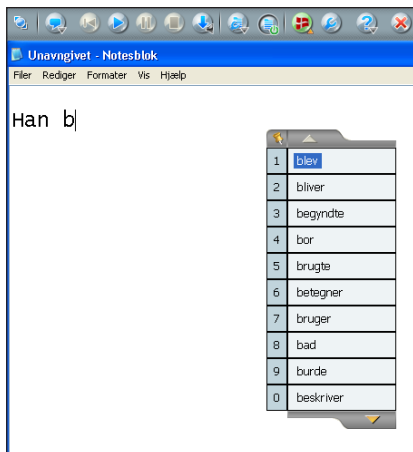 Unavngivet - Notesblok
Filer Rediger Formater Vis Hjælp
Han b
1 blev
2 bliver
3 begyndte
4 bor
5 brugte
6 betegner
7 bruger
8 bad
9 burde
0 beskriver